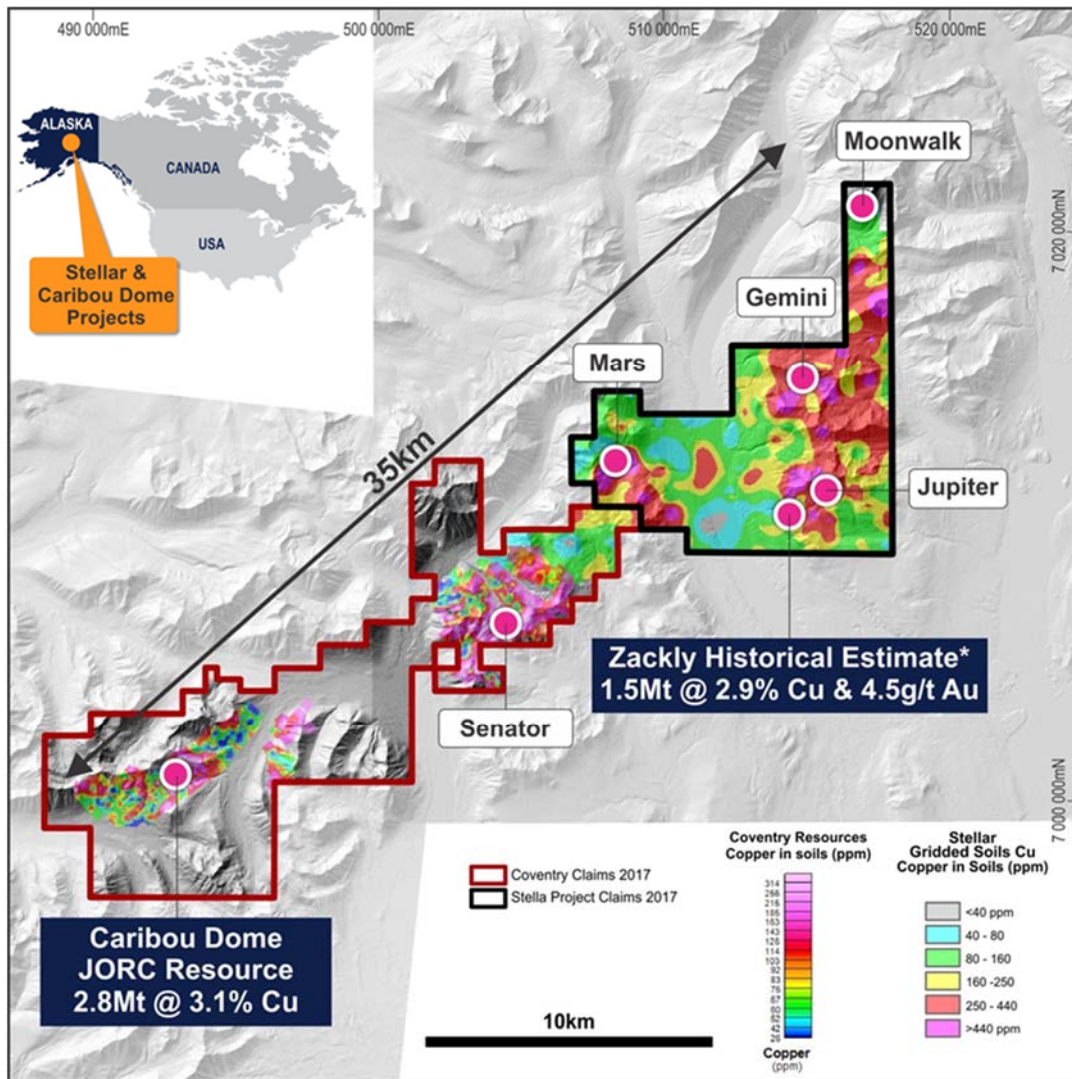 490 000mE
500 000mE
510 000mE
520 000mE
ALASKA
CANADA
USA
Stellar &
Caribou Dome
Projects
Moonwalk
7 020 000mN
Gemini
Mars
35km
Jupiter
Zackly Historical Estimate*
1.5Mt @ 2.9% Cu & 4.5g/t Au
Senator
7 000 000mN
Caribou Dome
JORC Resource
2.8Mt @ 3.1% Cu
Coventry Claims 2017
Stella Project Claims 2017
10km
Coventry Resources
Copper in soils (ppm)
314
266
216
185
163
143
126
114
103
92
83
75
67
60
52
42
26
Copper
(ppm)
Stellar
Gridded Soils Cu
Copper in Soils (ppm)
<40 ppm
40 - 80
80 - 160
160 -250
250 - 440
>440 ppm